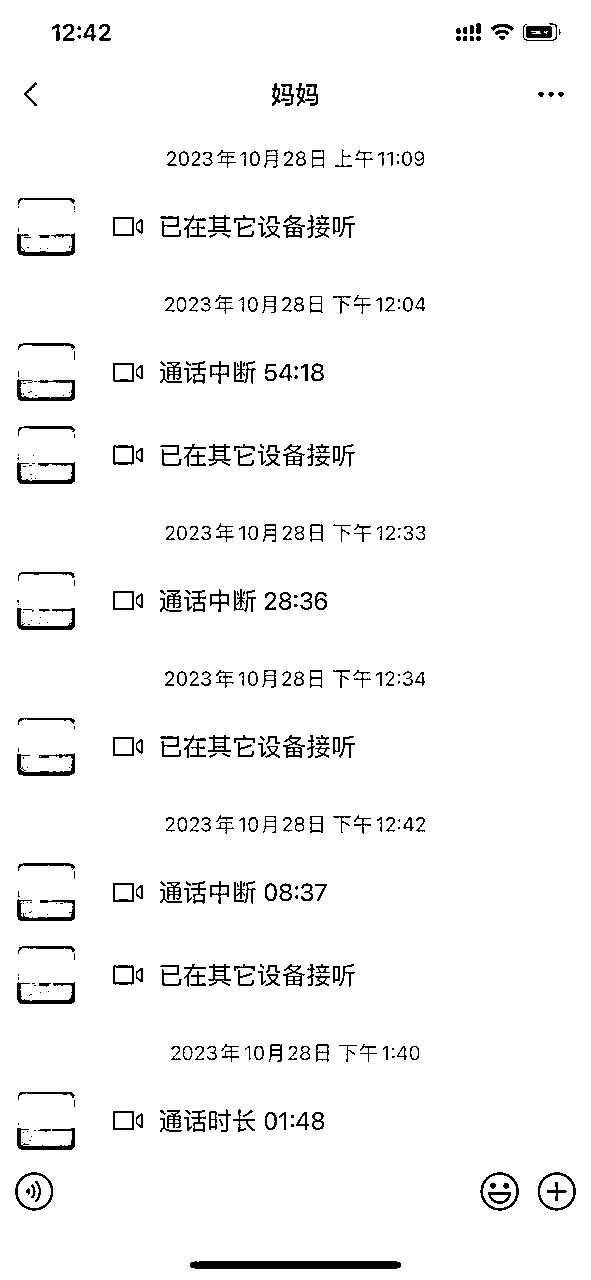 12:42
妈妈
2023年10月28日 上午11:09
已在其它设备接听
2023年10月28日 下午12:04
通话中断 54:18
已在其它设备接听
2023年10月28日 下午12:33
通话中断 28:36
2023年10月28日 下午12:34
已在其它设备接听
2023年10月28日 下午12:42
通话中断 08:37
已在其它设备接听
2023年10月28日 下午1:40
通话时长 01:48